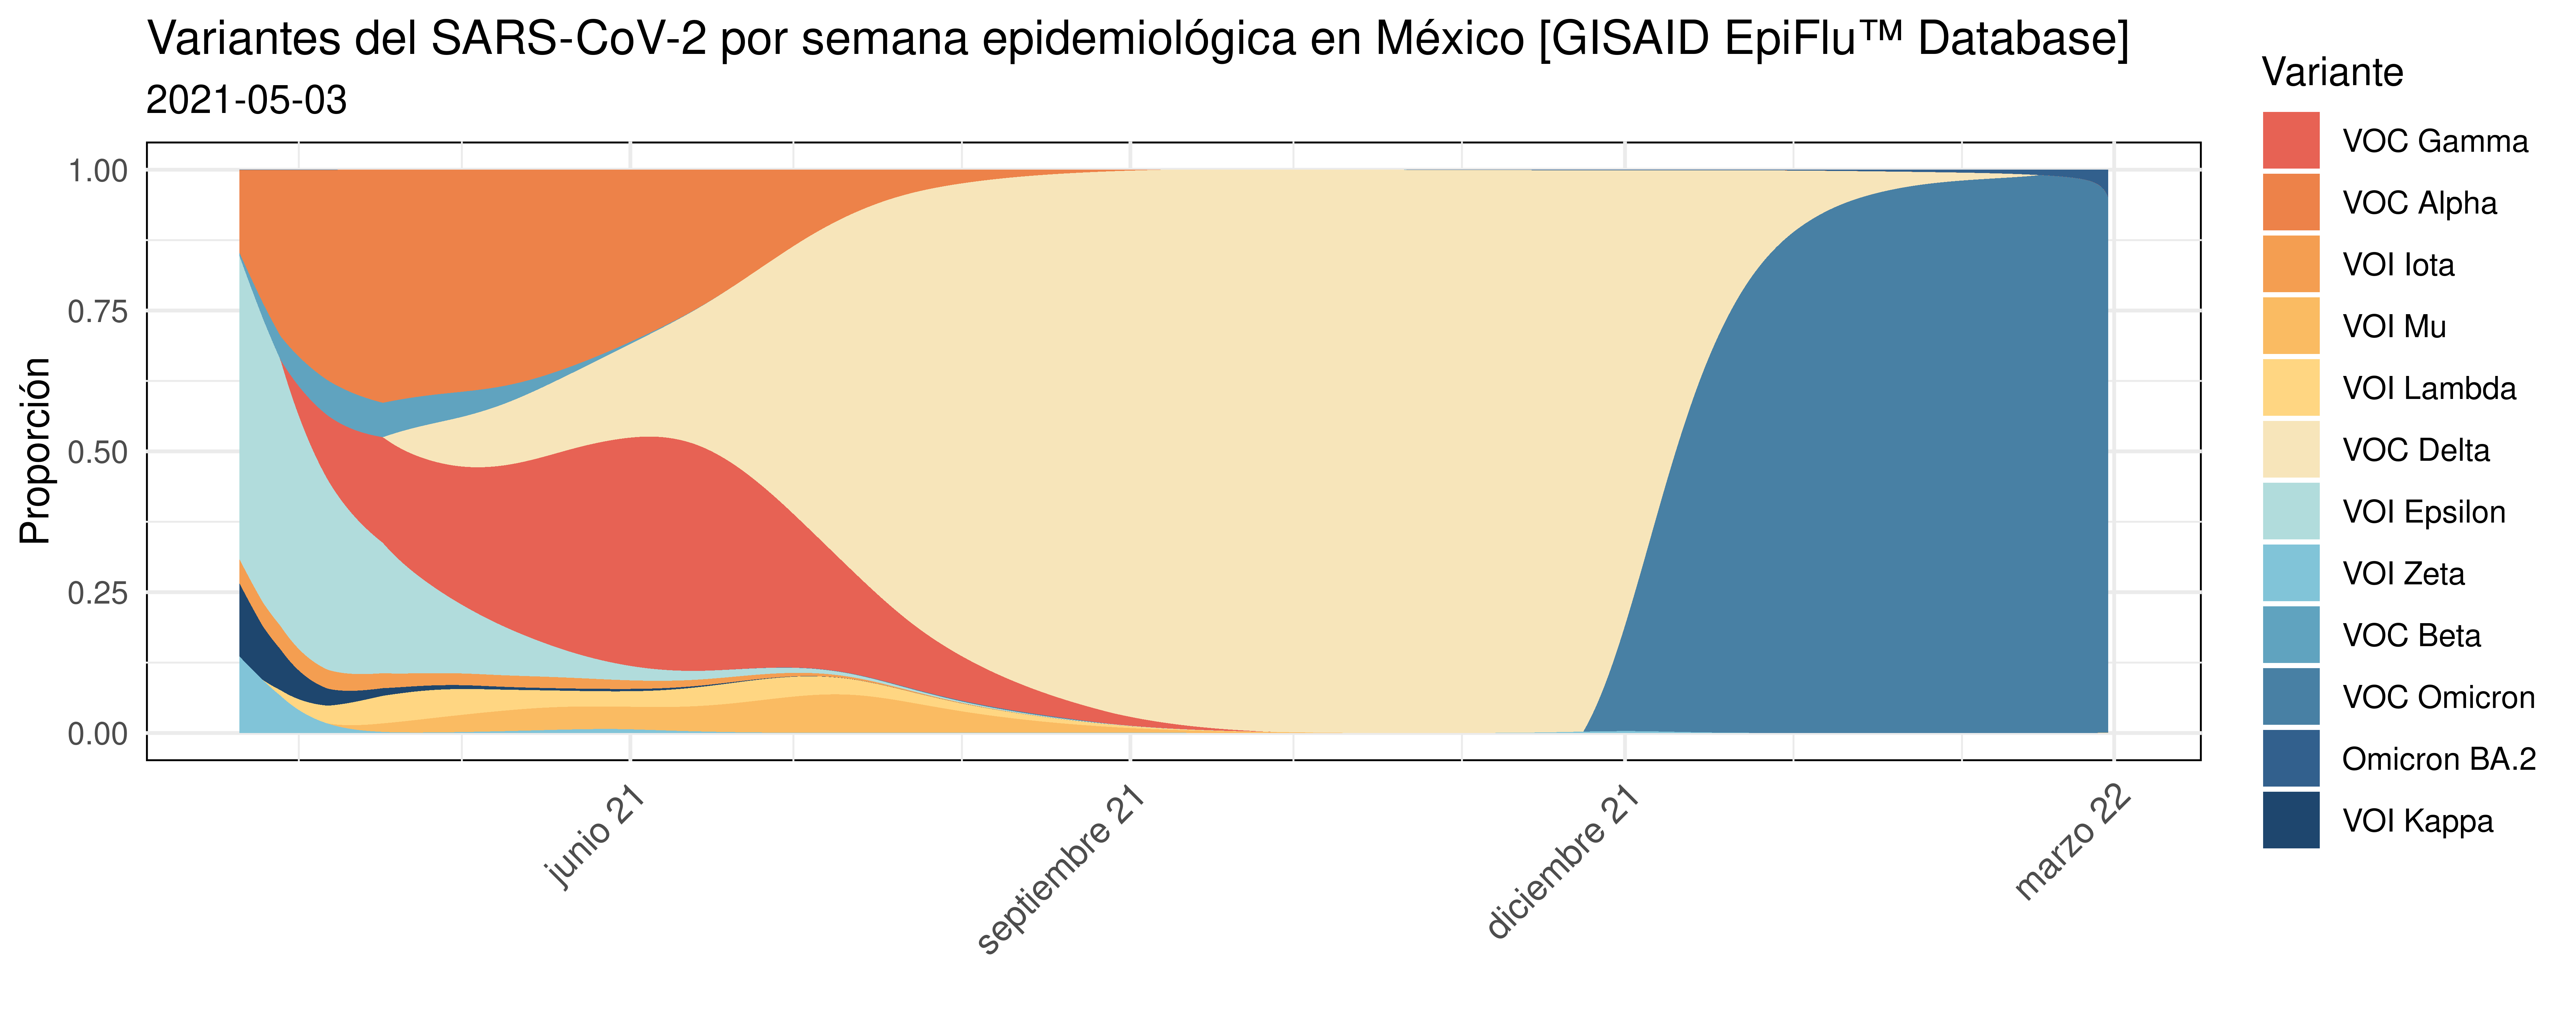 Variantes del SARS-CoV-2 por semana epidemiológica en México [GISAID EpiFlu™ Database]
2021-05-03
Proporción
1.00
0.75
0.50
0.25
0.00
junio 21
septiembre 21
diciembre 21
marzo 22
Variante
VOC Gamma
VOC Alpha
VOI Iota
VOI Mu
VOI Lambda
VOC Delta
VOI Epsilon
VOI Zeta
VOC Beta
VOC Omicron
Omicron BA.2
VOI Kappa